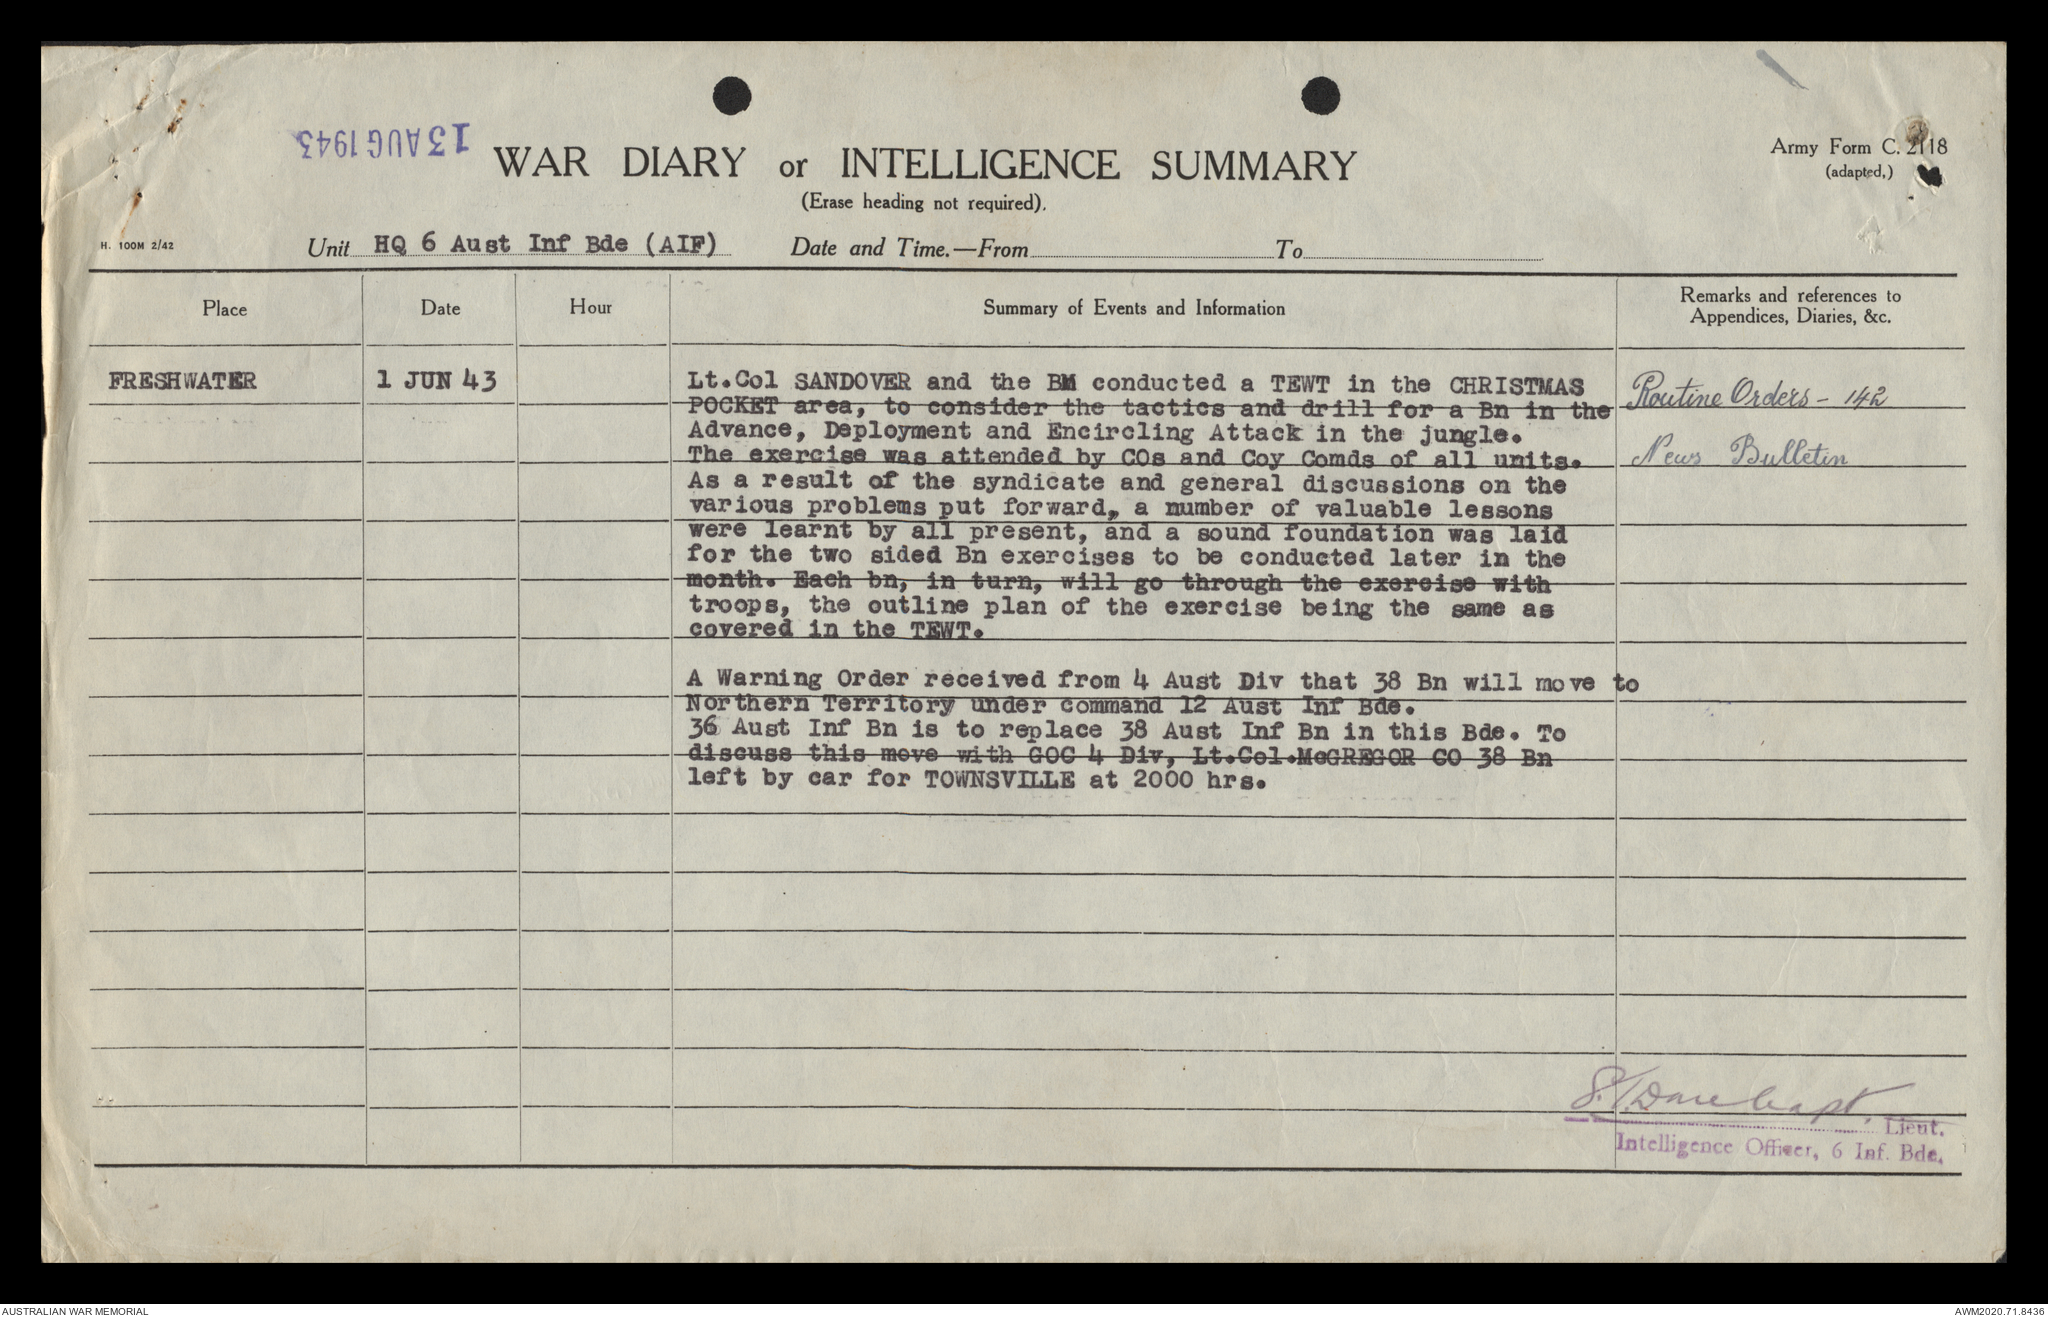 13 AUG 1943
WAR DIARY or INTELLIGENCE SUMMARY
(Erase heading not required).
Army Form C. 2118
(adapted,)
H. 100M 2/42
Unit HQ 6 Aust Inf Bde (AIF) Date and Time.—From To
Place Date Hour Summary of Events and Information Remarks and references to
Appendices, Diaries, &c.
FRESHWATER 1 JUN 43 Lt.Col SANDOVER and the BM conducted a TEWT in the CHRISTMAS
POCKET area, to consider the tactics and drill for a Bn in the
Advance, Deployment and Encircling Attack in the jungle.
The exercise was attended by COs and Coy Comds of all units.
As a result of the syndicate and general discussions on the
various problems put forward, a number of valuable lessons
were learnt by all present, and a sound foundation was laid
for the two sided Bn exercises to be conducted later in the
month. Each bn, in turn, will go through the exercise with
troops, the outline plan of the exercise being the same as
covered in the TEWT.
Routine Orders - 142
News Bulletin
A Warning Order received from 4 Aust Div that 38 Bn will move to
Northern Territory under command 12 Aust Inf Bde.
36 Aust Inf Bn is to replace 38 Aust Inf Bn in this Bde. To
discuss this move with GOC 4 Div, Lt.Col.McGREGOR CO 38 Bn
left by car for TOWNSVILLE at 2000 hrs.
Capt.
Lieut.
Intelligence Officer, 6 Inf. Bde.
AUSTRALIAN WAR MEMORIAL
AWM2020.71.8436